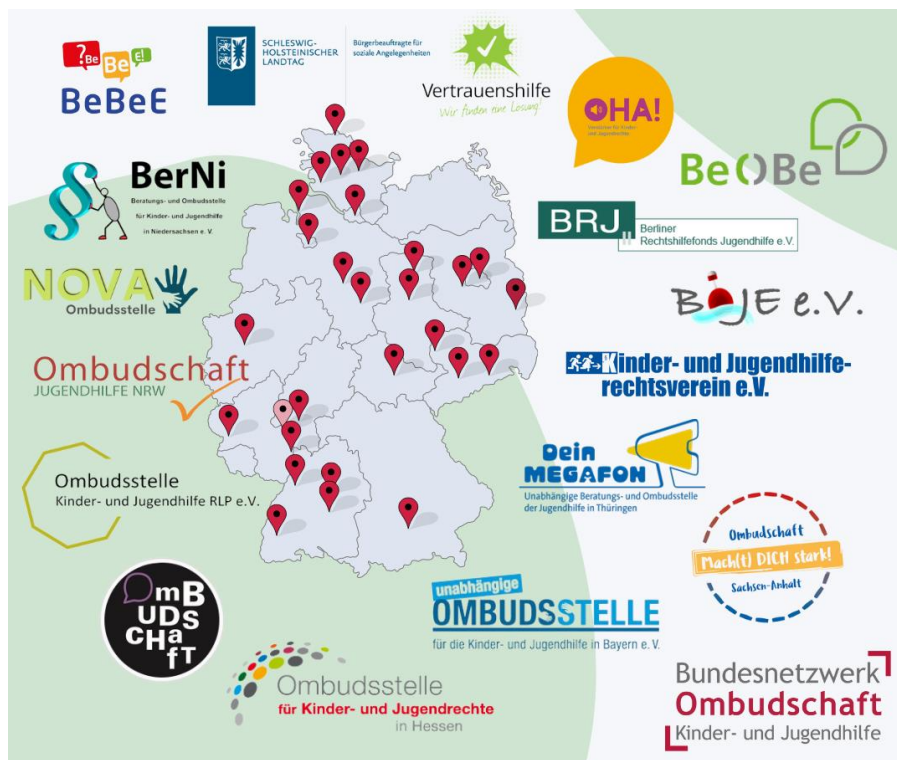 ?Be
Be
E!
BeBeE
SCHLESWIG-
HOLSTEINISCHER
LANDTAG
Bürgerbeauftragte für
soziale Angelegenheiten
Vertrauenshilfe
Wir finden eine Lösung!
OHA!
BeOBe
BerNi
Beratungs- und Ombudsstelle
für Kinder- und Jugendhilfe
in Niedersachsen e. V.
BRJ
Berliner
Rechtshilfefonds Jugendhilfe e.V.
NOVA
Ombudsstelle
BOJE e.V.
Ombudschaft
JUGENDHILFE NRW
Kinder- und Jugendhilfe-
rechtsverein e.V.
Ombudsstelle
Kinder- und Jugendhilfe RLP e.V.
Dein
MEGAFON
Unabhängige Beratungs- und Ombudsstelle
der Jugendhilfe in Thüringen
Ombudschaft
Mach(t) DICH stark!
Sachsen-Anhalt
OmB
UDS
CHa
fT
unabhängige
OMBUDSSTELLE
für die Kinder- und Jugendhilfe in Bayern e. V.
Ombudsstelle
für Kinder- und Jugendrechte
in Hessen
Bundesnetzwerk
Ombudschaft
Kinder- und Jugendhilfe